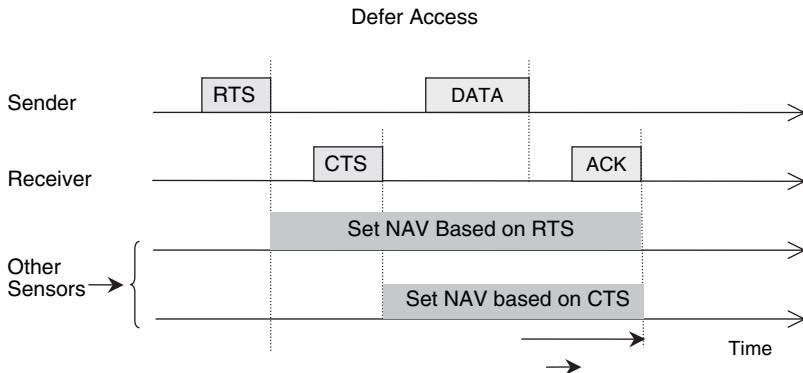 Defer Access
Sender
RTS
DATA
Receiver
CTS
ACK
Set NAV Based on RTS
Other
Sensors
Set NAV based on CTS
Time